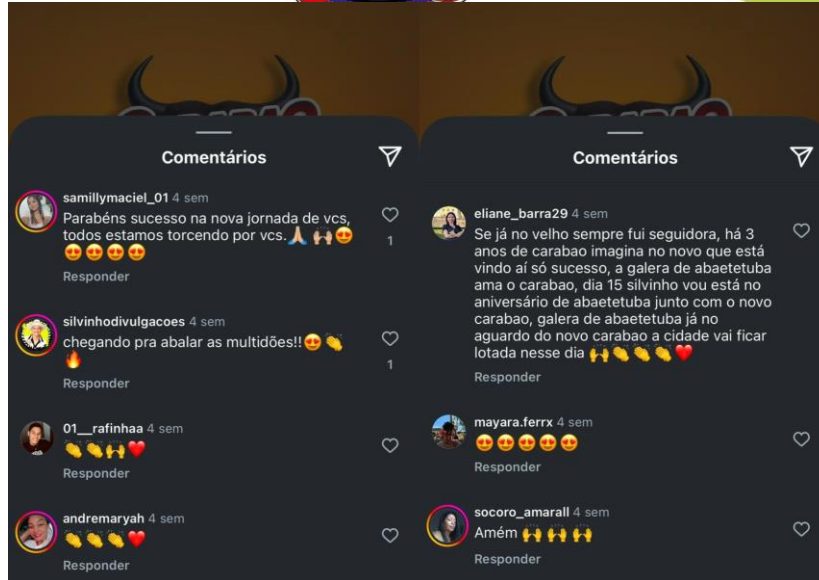 Comentários
samillymaciel_01 4 sem
Parabéns sucesso na nova jornada de vcs,
todos estamos torcendo por vcs.🙏🏼 🙌🏼😍
😍😍😍😍
1
Responder
silvinhodivulgacoes 4 sem
chegando pra abalar as multidões!!😍👏
🔥
1
Responder
01__rafinhaa 4 sem
👏👏🙌❤️
Responder
andremaryah 4 sem
👏👏👏❤️
Responder
Comentários
eliane_barra29 4 sem
Se já no velho sempre fui seguidora, há 3
anos de carabao imagina no novo que está
vindo aí só sucesso, a galera de abaetetuba
ama o carabao, dia 15 silvinho vou está no
aniversário de abaetetuba junto com o novo
carabao, galera de abaetetuba já no
aguardo do novo carabao a cidade vai ficar
lotada nesse dia 🙌👏👏👏❤️
Responder
mayara.ferrx 4 sem
😍😍😍😍😍
Responder
socoro_amarall 4 sem
Amém 🙌🙌🙌
Responder